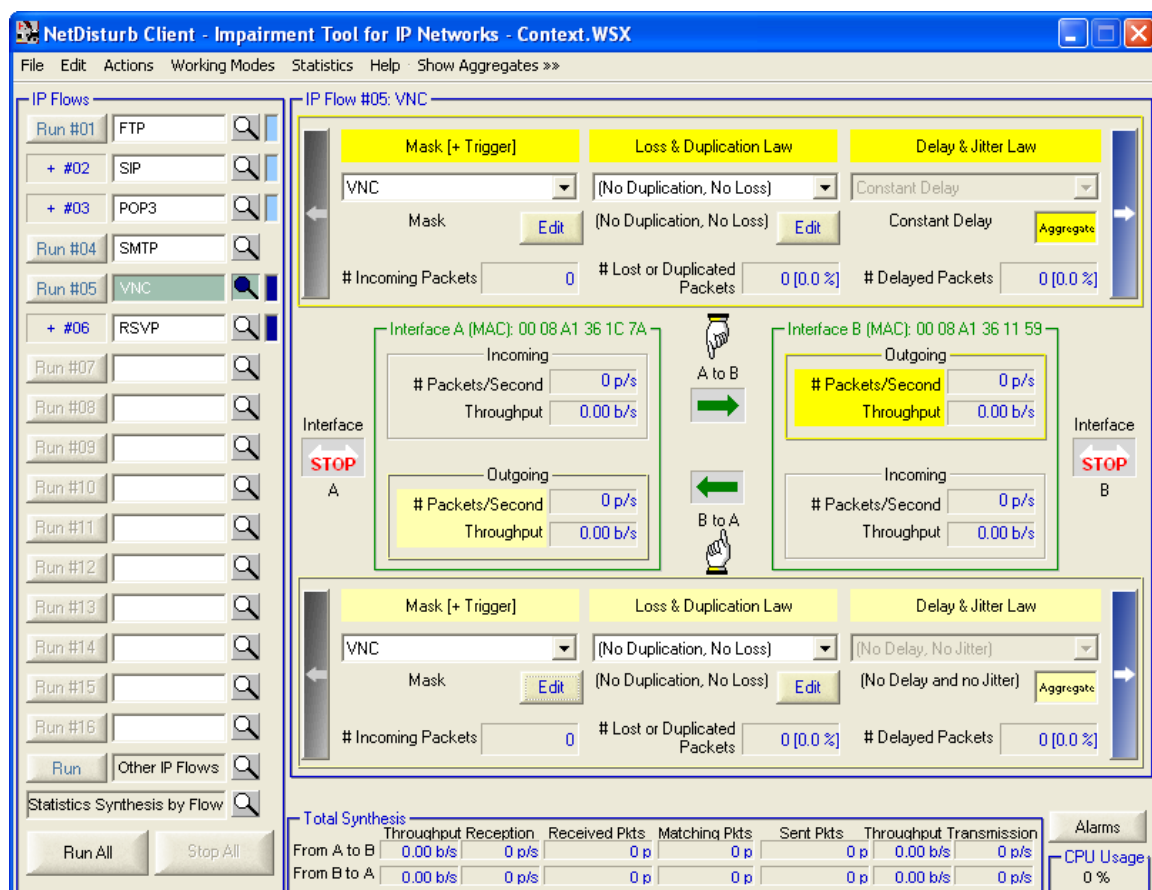 NetDisturb Client - Impairment Tool for IP Networks - Context.WSX
File Edit Actions Working Modes Statistics Help Show Aggregates »»
IP Flows
Run #01 FTP
+ #02 SIP
+ #03 POP3
Run #04 SMTP
Run #05 VNC
+ #06 RSVP
Run #07
Run #08
Run #09
Run #10
Run #11
Run #12
Run #13
Run #14
Run #15
Run #16
Run Other IP Flows
Statistics Synthesis by Flow
Run All Stop All
IP Flow #05: VNC
Mask [+ Trigger] Loss & Duplication Law Delay & Jitter Law
VNC (No Duplication, No Loss) Constant Delay
Mask Edit (No Duplication, No Loss) Edit Constant Delay Aggregate
# Incoming Packets 0 # Lost or Duplicated Packets 0 [0.0 %] # Delayed Packets 0 [0.0 %]
Interface A (MAC): 00 08 A1 36 1C 7A
Incoming
# Packets/Second 0 p/s
Throughput 0.00 b/s
Interface
STOP
A
Outgoing
# Packets/Second 0 p/s
Throughput 0.00 b/s
A to B
B to A
Interface B (MAC): 00 08 A1 36 11 59
Outgoing
# Packets/Second 0 p/s
Throughput 0.00 b/s
Interface
STOP
B
Incoming
# Packets/Second 0 p/s
Throughput 0.00 b/s
Mask [+ Trigger] Loss & Duplication Law Delay & Jitter Law
VNC (No Duplication, No Loss) (No Delay, No Jitter)
Mask Edit (No Duplication, No Loss) Edit (No Delay and no Jitter) Aggregate
# Incoming Packets 0 # Lost or Duplicated Packets 0 [0.0 %] # Delayed Packets 0 [0.0 %]
Total Synthesis
Throughput Reception Received Pkts Matching Pkts Sent Pkts Throughput Transmission
From A to B 0.00 b/s 0 p/s 0 p 0 p 0 p 0.00 b/s 0 p/s
From B to A 0.00 b/s 0 p/s 0 p 0 p 0 p 0.00 b/s 0 p/s
Alarms
CPU Usage
0 %